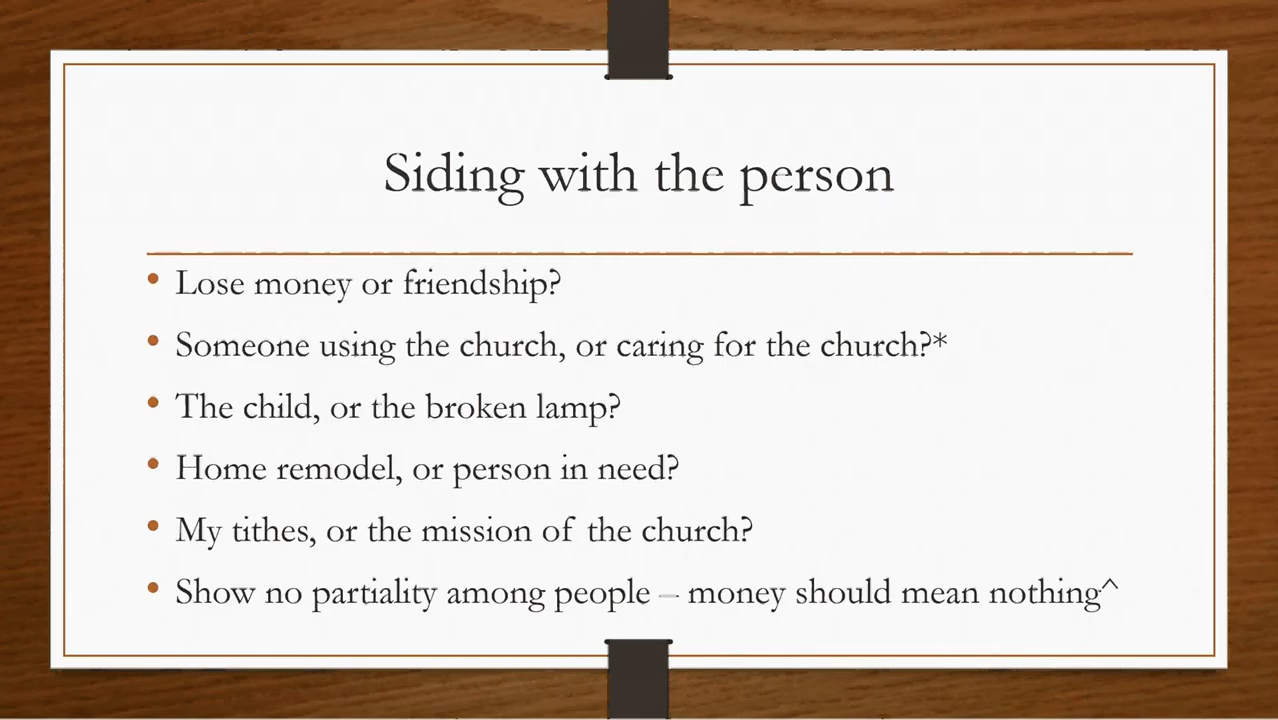 Siding with the person
• Lose money or friendship?
• Someone using the church, or caring for the church?*
• The child, or the broken lamp?
• Home remodel, or person in need?
• My tithes, or the mission of the church?
• Show no partiality among people – money should mean nothing^